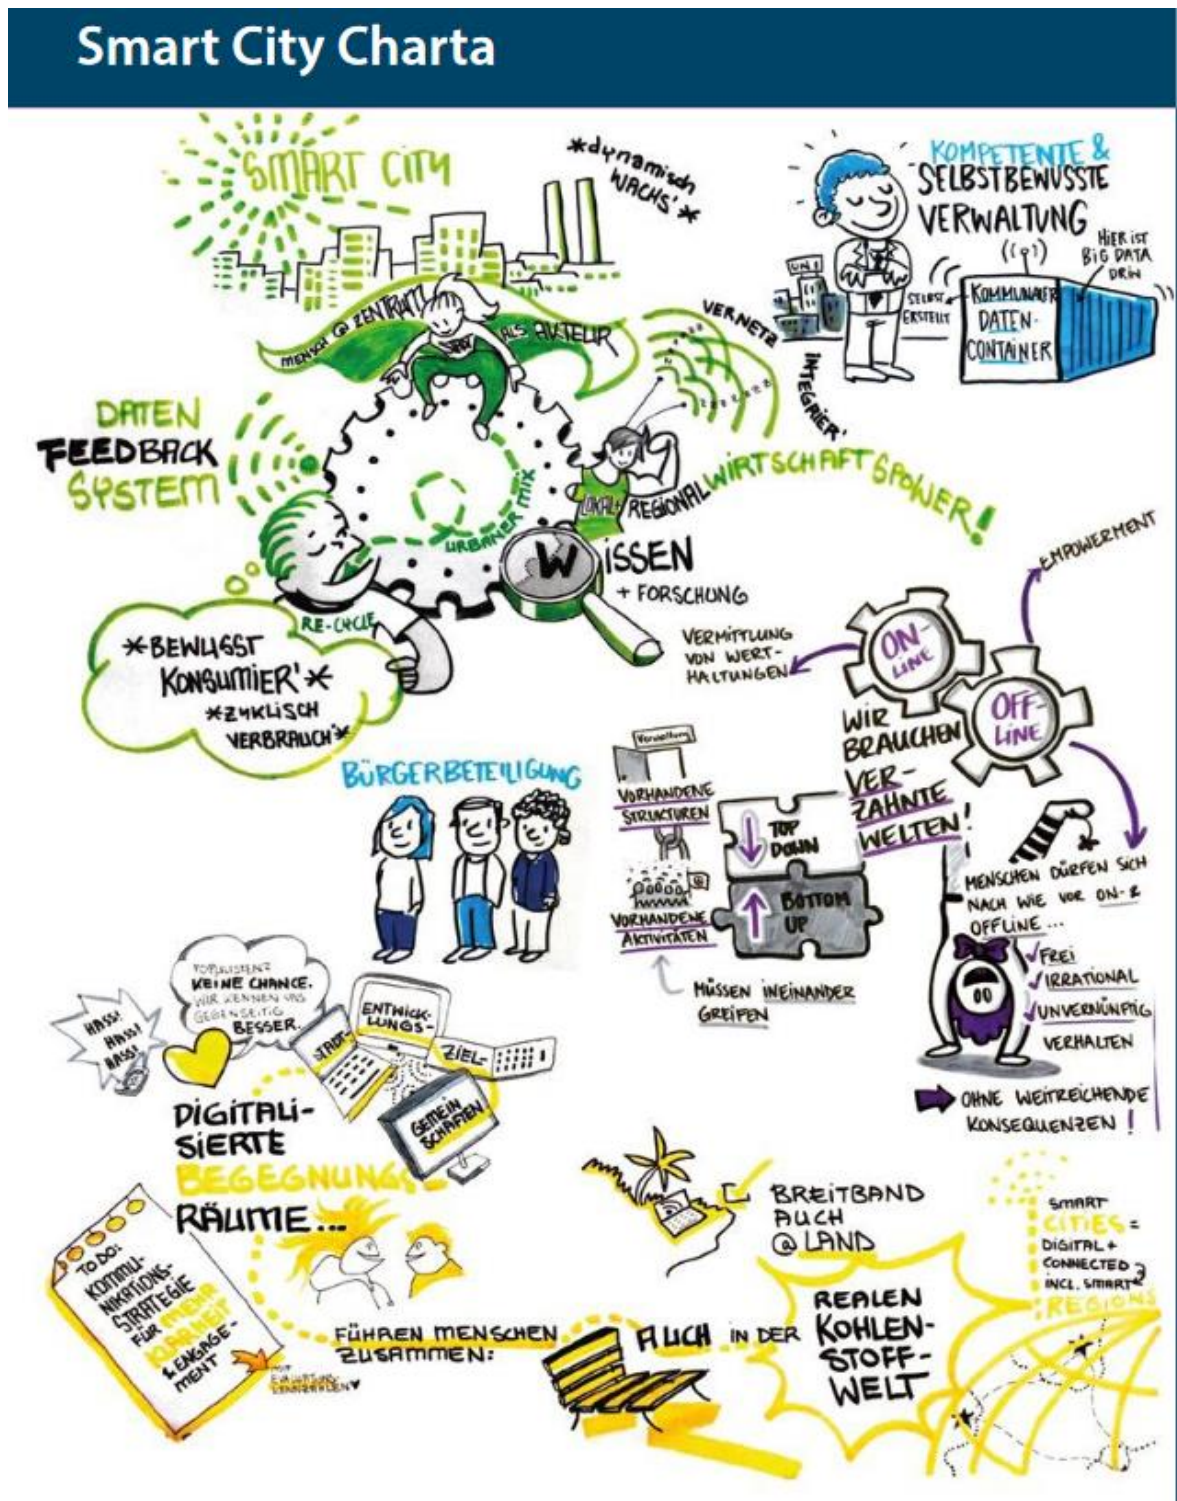 Smart City Charta
SMART CITY
*dynamisch
WACHS'*
KOMPETENTE &
SELBSTBEWUSSTE
VERWALTUNG
HIER IST
BIG DATA
DRIN
UNI
SELBST
ERSTELLT
KOMMUNALER
DATEN-
CONTAINER
MENSCH @ ZENTRUM
ALS AKTEUR
VERNETZ
INTEGRIER'
DATEN
FEEDBACK
SYSTEM
URBANER MIX
LOKAL+
REGIONAL
WIRTSCHAFTSPOWER!
WISSEN
+ FORSCHUNG
RE-CYCLE
*BEWUSST
KONSUMIER'*
*ZYKLISCH
VERBRAUCH'*
EMPOWERMENT
VERMITTLUNG
VON WERT-
HALTUNGEN
ON-
LINE
OFF-
LINE
WIR
BRAUCHEN
VER-
ZAHNTE
WELTEN!
BÜRGERBETEILIGUNG
Verwaltung
VORHANDENE
STRUKTUREN
TOP
DOWN
BOTTOM
UP
VORHANDENE
AKTIVITÄTEN
MÜSSEN INEINANDER
GREIFEN
MENSCHEN DÜRFEN SICH
NACH WIE VOR ON- &
OFFLINE ...
FREI
IRRATIONAL
UNVERNÜNFTIG
VERHALTEN
OHNE WEITREICHENDE
KONSEQUENZEN!
HASS!
HASS!
HASS!
POPULISTENZ
KEINE CHANCE.
WIR KENNEN UNS
GEGENSEITIG
BESSER.
STADT-
ENTWICK-
LUNGS-
ZIEL-
GEMEIN
SCHAFTEN
DIGITALI-
SIERTE
BEGEGNUNGS
RÄUME...
TO DO:
KOMMU-
NIKATIONS-
STRATEGIE
FÜR MEHR
KLARHEIT
& ENGAGE-
MENT
MIT
FÜHREN MENSCHEN
ZUSAMMEN:
AUCH IN DER
REALEN
KOHLEN-
STOFF-
WELT
BREITBAND
AUCH
@ LAND
SMART
CITIES =
DIGITAL +
CONNECTED
INCL. SMART
REGIONS